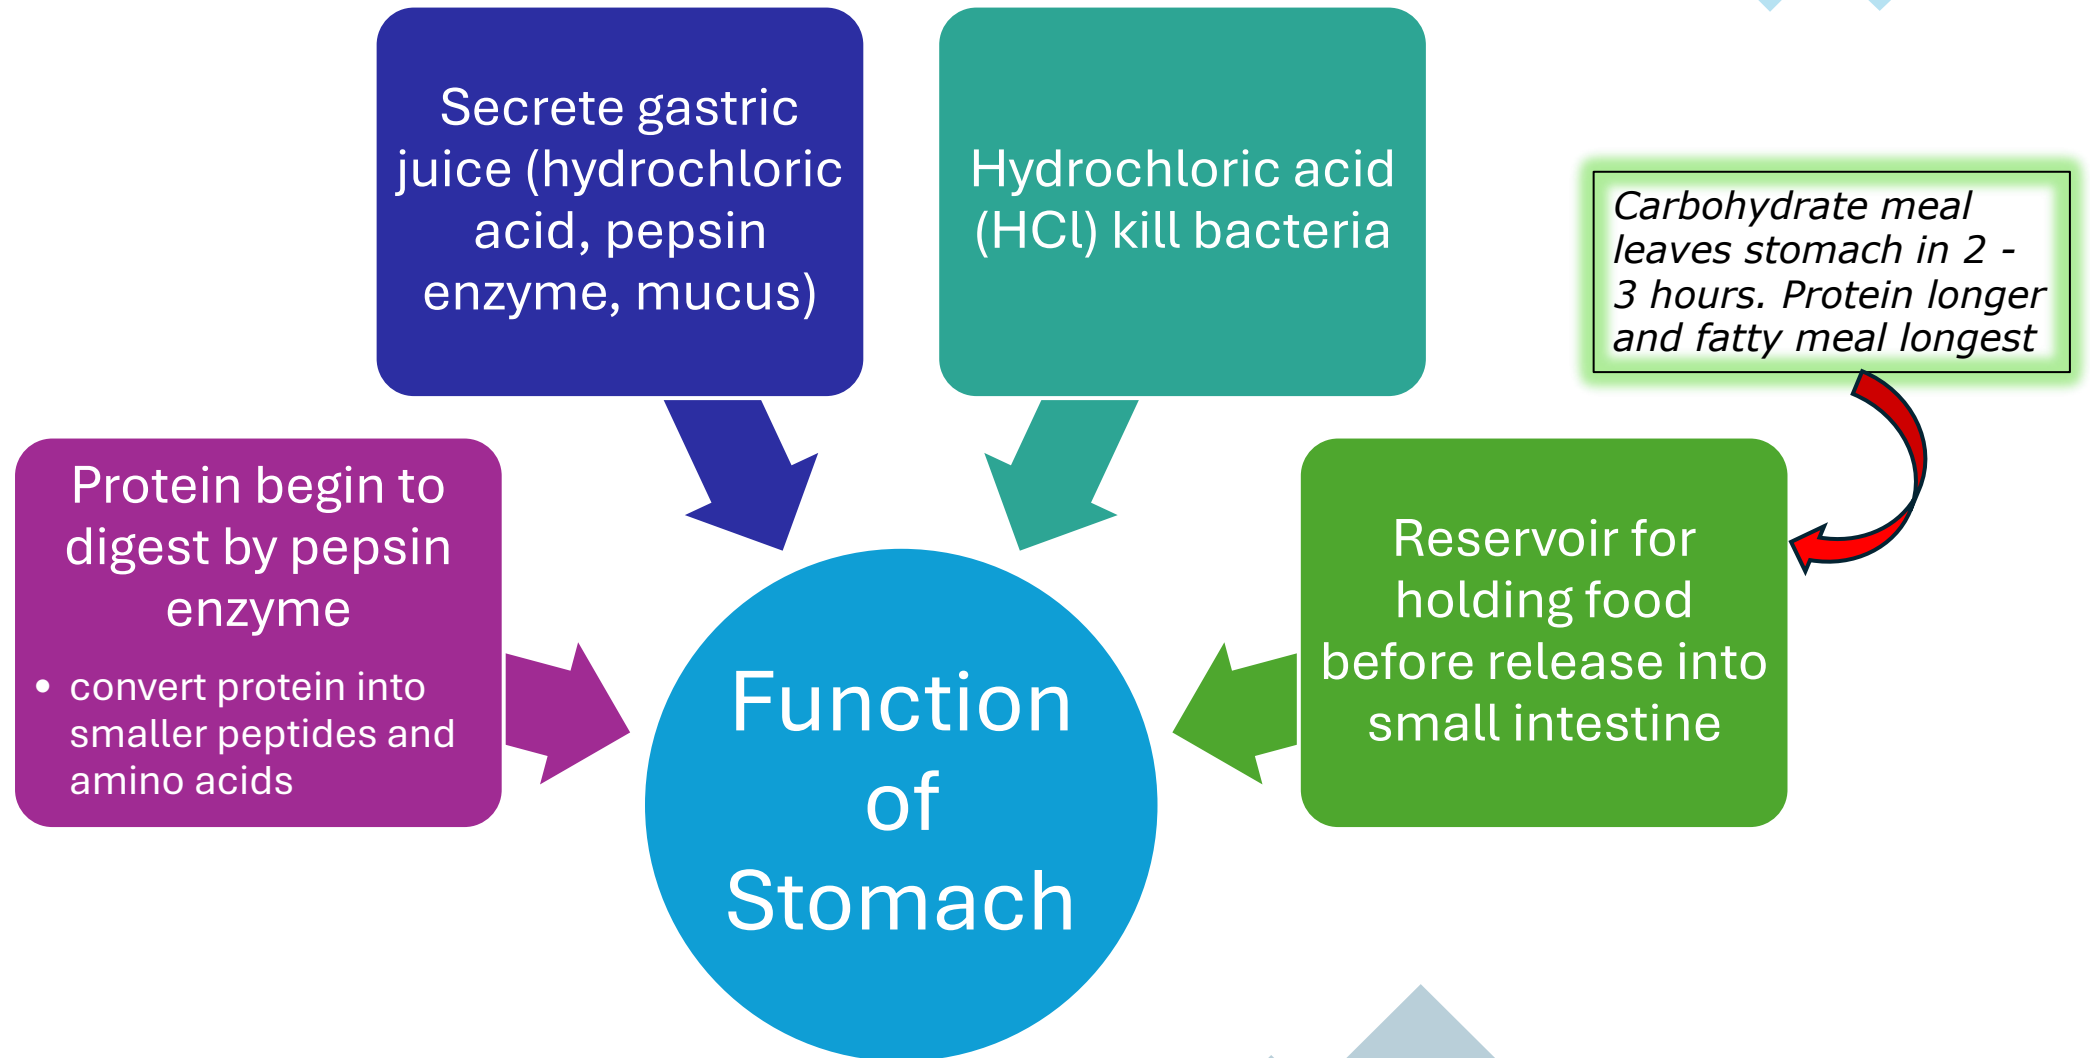 Secrete gastric
juice (hydrochloric
acid, pepsin
enzyme, mucus)
Hydrochloric acid
(HCl) kill bacteria
Carbohydrate meal
leaves stomach in 2 -
3 hours. Protein longer
and fatty meal longest
Protein begin to
digest by pepsin
enzyme
• convert protein into
smaller peptides and
amino acids
Reservoir for
holding food
before release into
small intestine
Function
of
Stomach